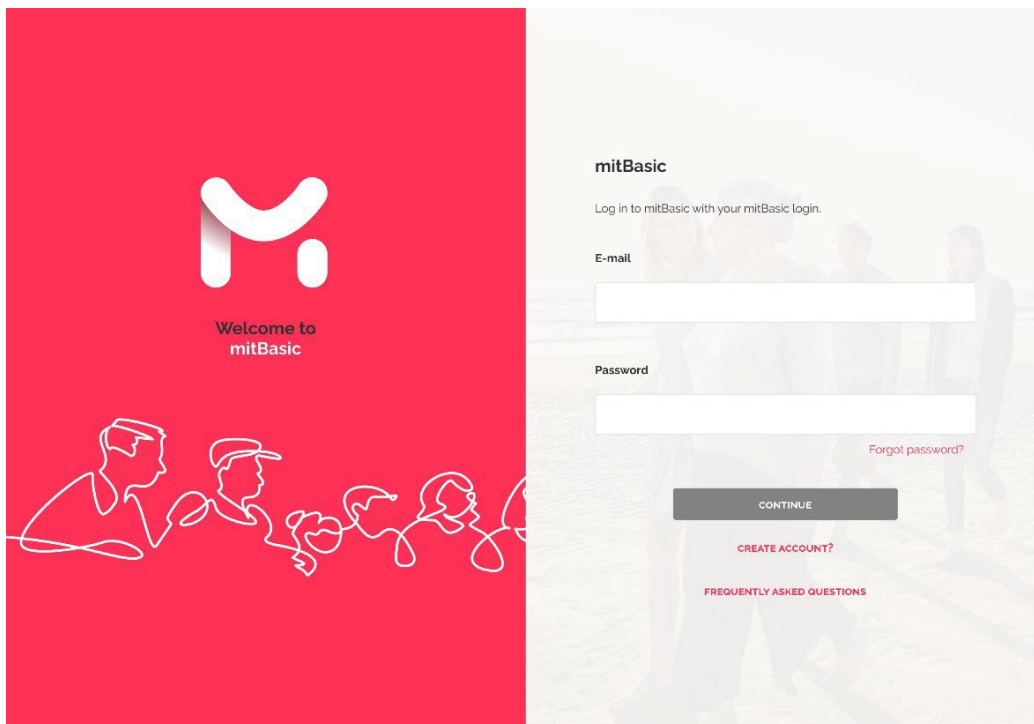 Welcome to
mitBasic
mitBasic
Log in to mitBasic with your mitBasic login.
E-mail
Password
Forgot password?
CONTINUE
CREATE ACCOUNT?
FREQUENTLY ASKED QUESTIONS